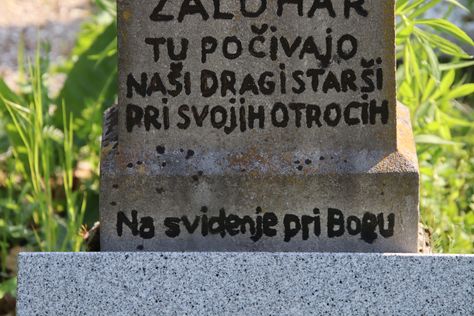 ZALOHAR
TU POČIVAJO
NAŠI DRAGI STARŠI
PRI SVOJIH OTROCIH
Na svidenje pri Bogu